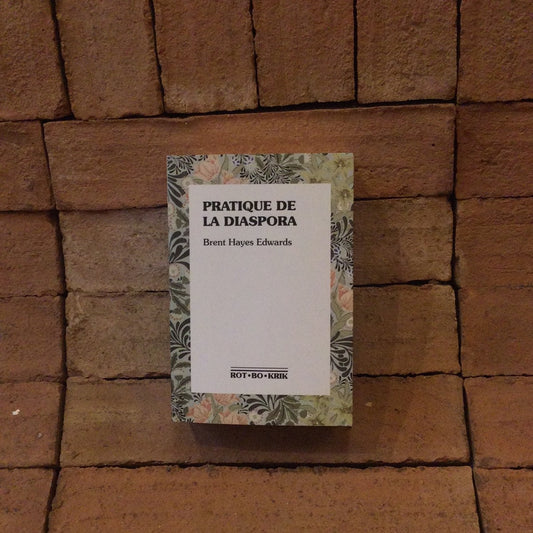 PRATIQUE DE
LA DIASPORA
Brent Hayes Edwards
ROT•BO•KRIK